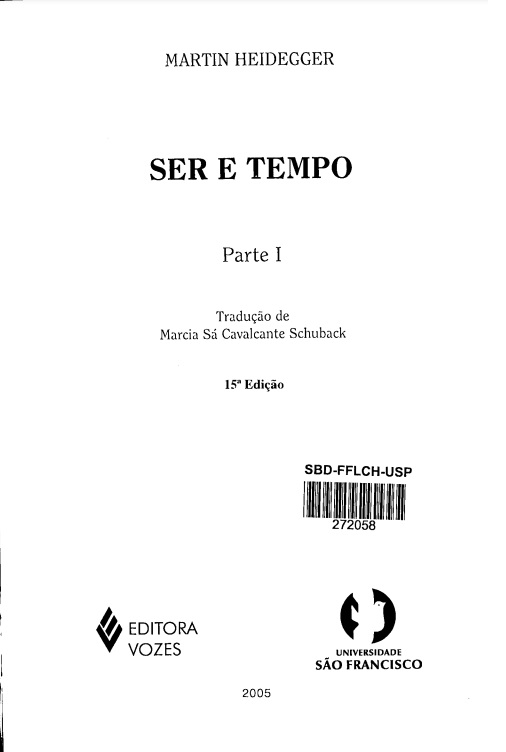 MARTIN HEIDEGGER
SER E TEMPO
Parte I
Tradução de
Marcia Sá Cavalcante Schuback
15ª Edição
SBD-FFLCH-USP
272058
EDITORA
VOZES
UNIVERSIDADE
SÃO FRANCISCO
2005